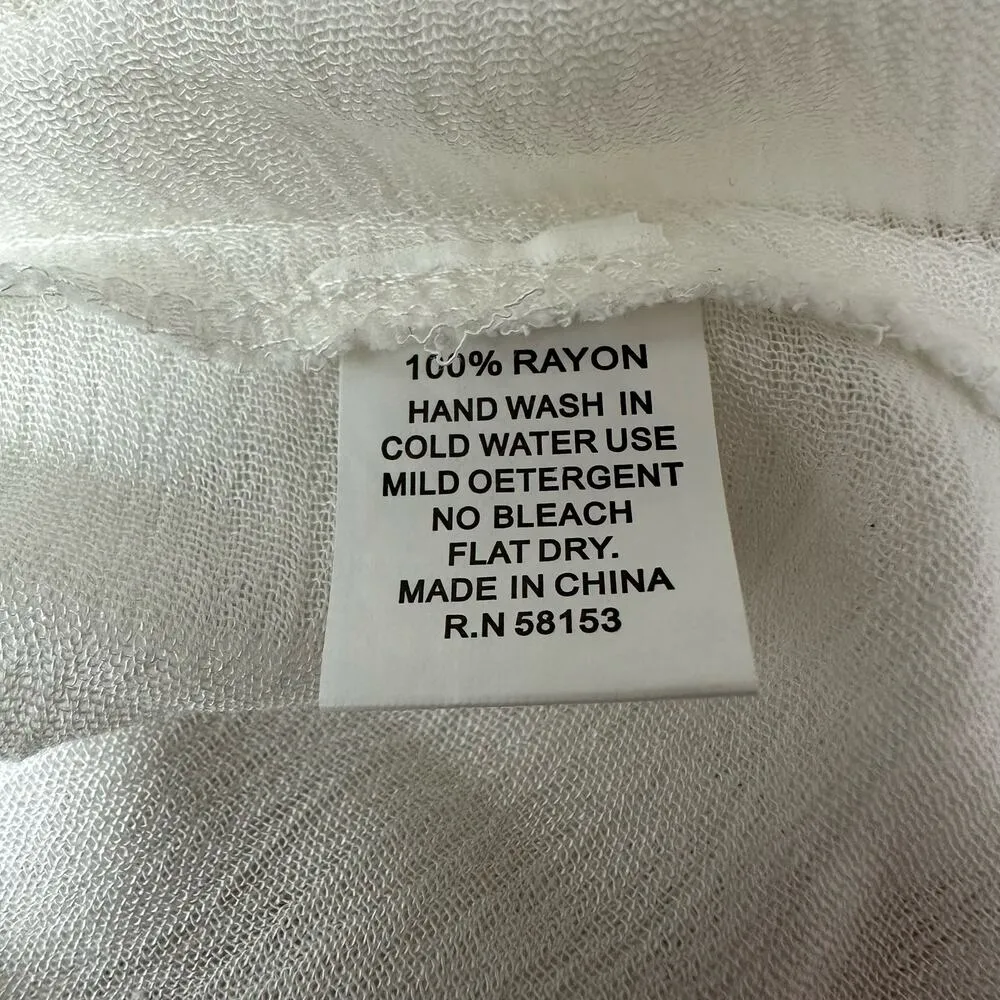 100% RAYON
HAND WASH IN
COLD WATER USE
MILD OETERGENT
NO BLEACH
FLAT DRY.
MADE IN CHINA
R.N 58153